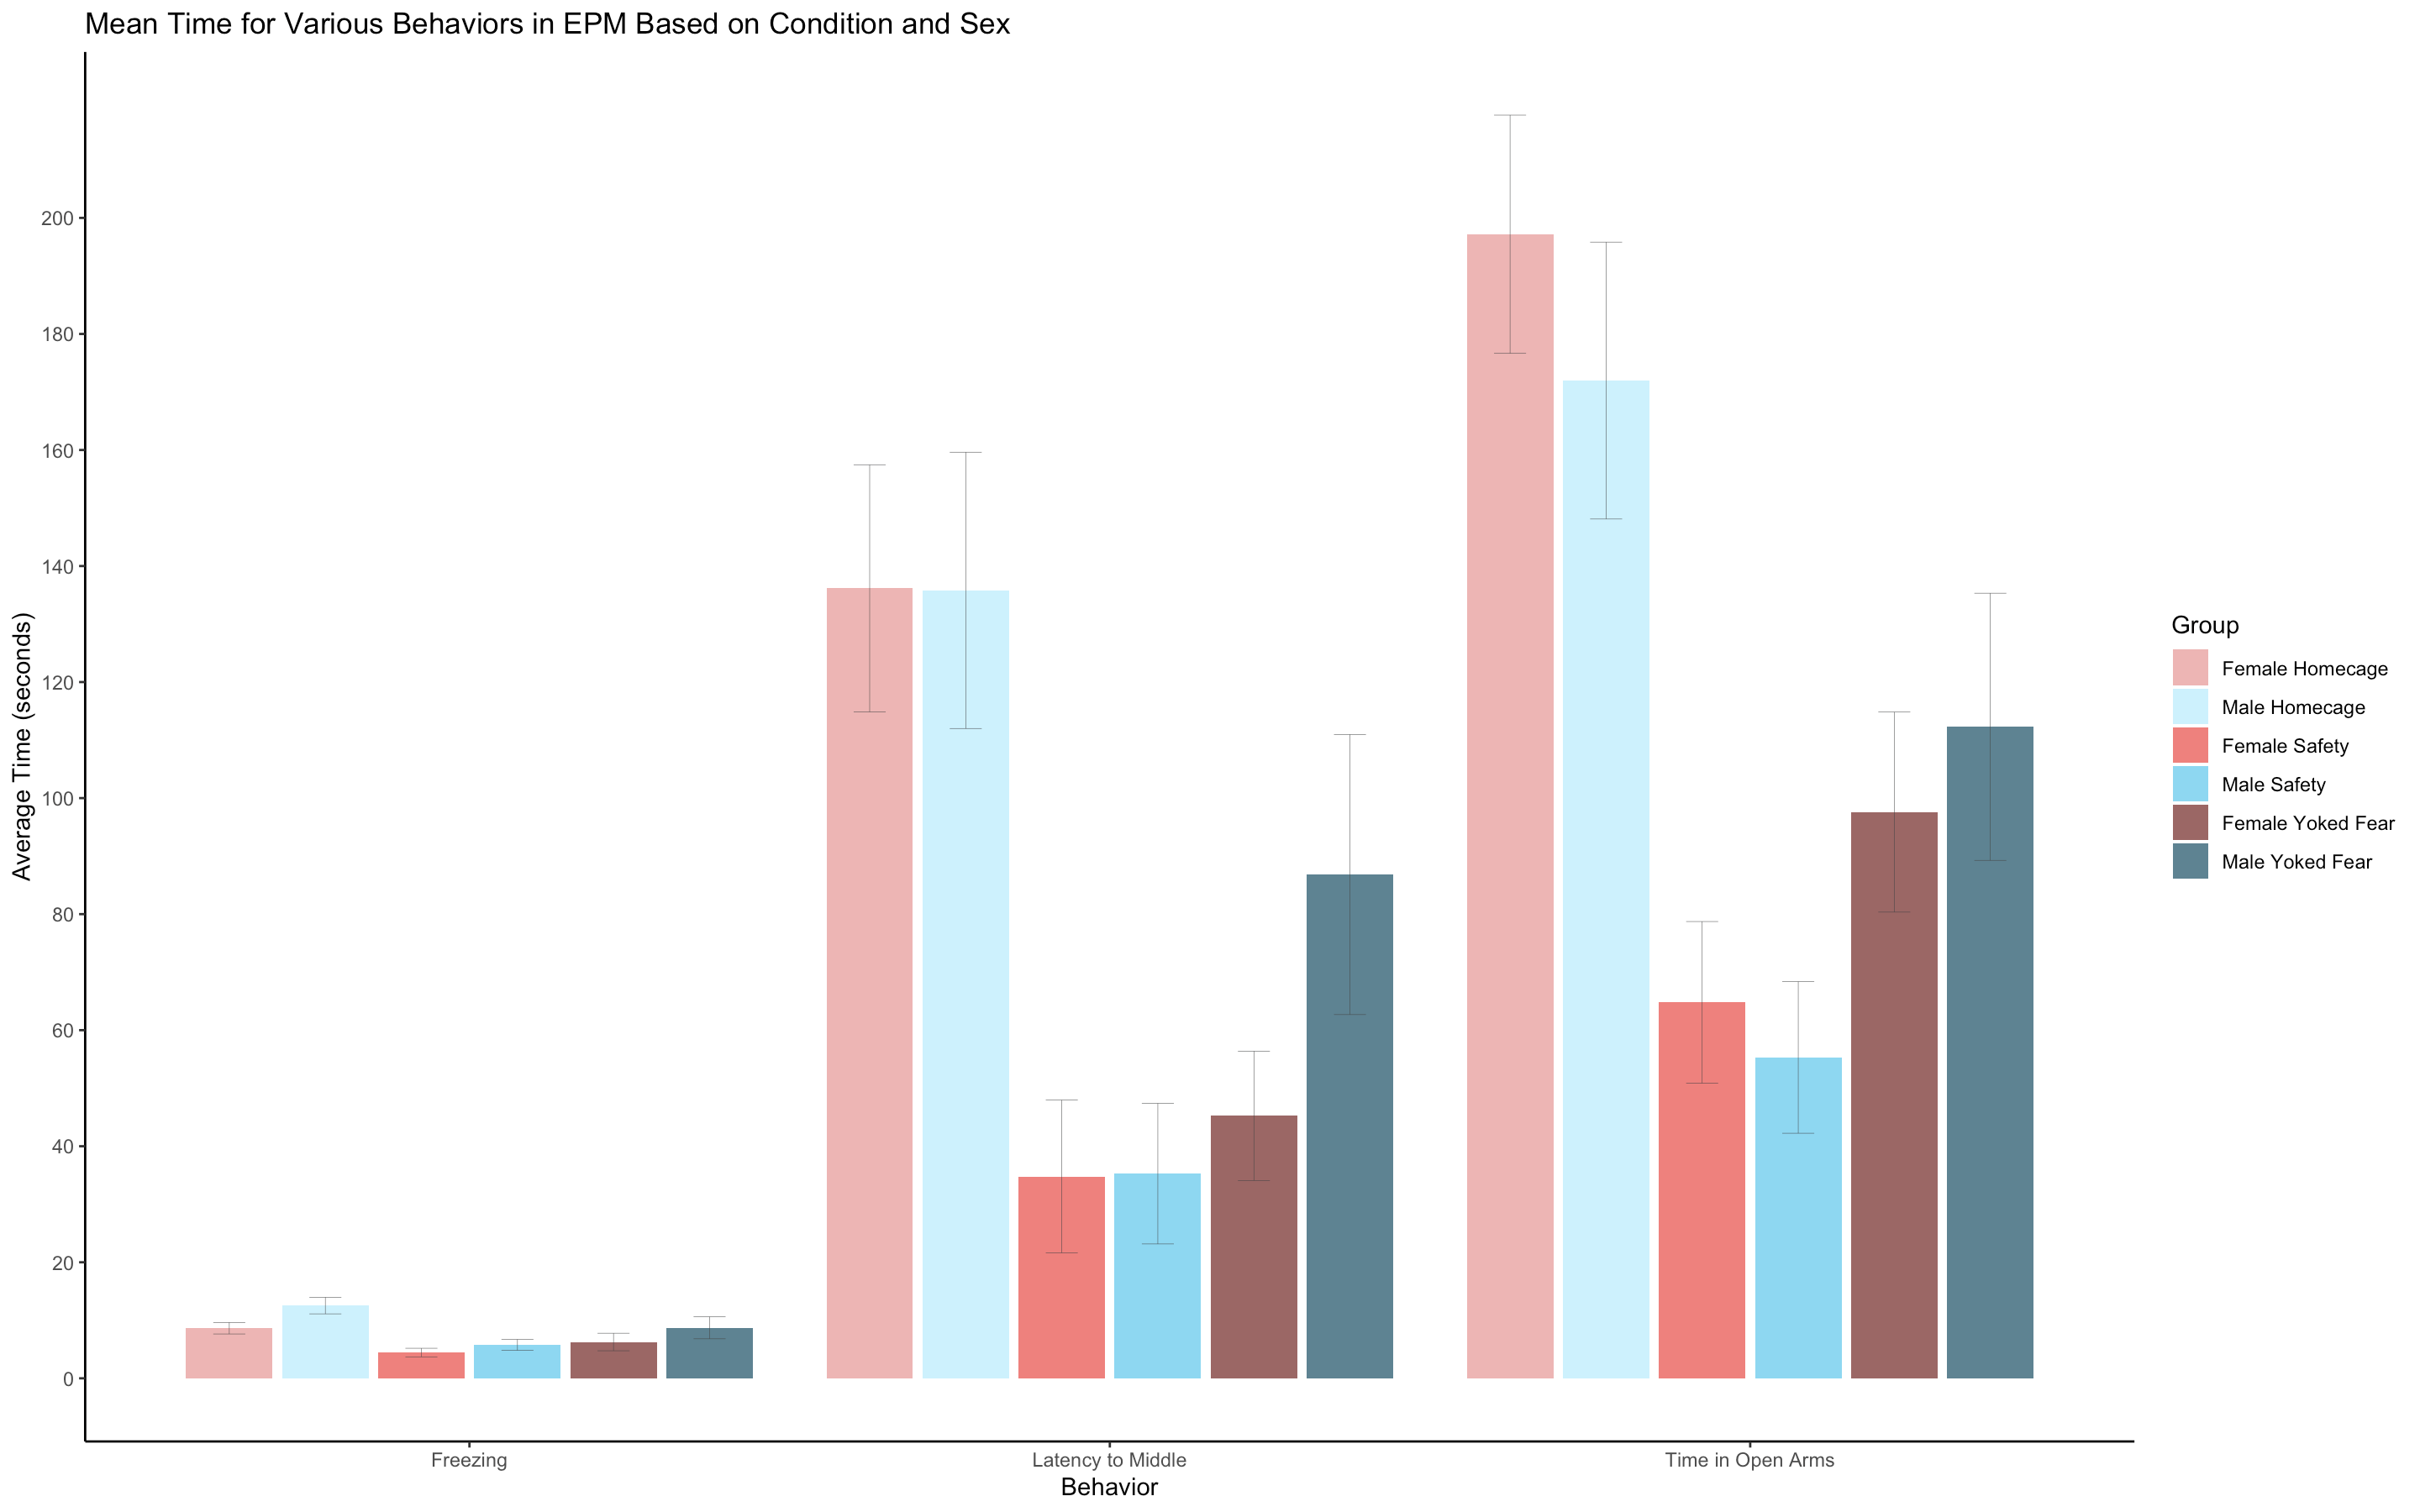 Mean Time for Various Behaviors in EPM Based on Condition and Sex
Average Time (seconds)
200
180
160
140
120
100
80
60
40
20
0
Freezing
Latency to Middle
Time in Open Arms
Behavior
Group
Female Homecage
Male Homecage
Female Safety
Male Safety
Female Yoked Fear
Male Yoked Fear